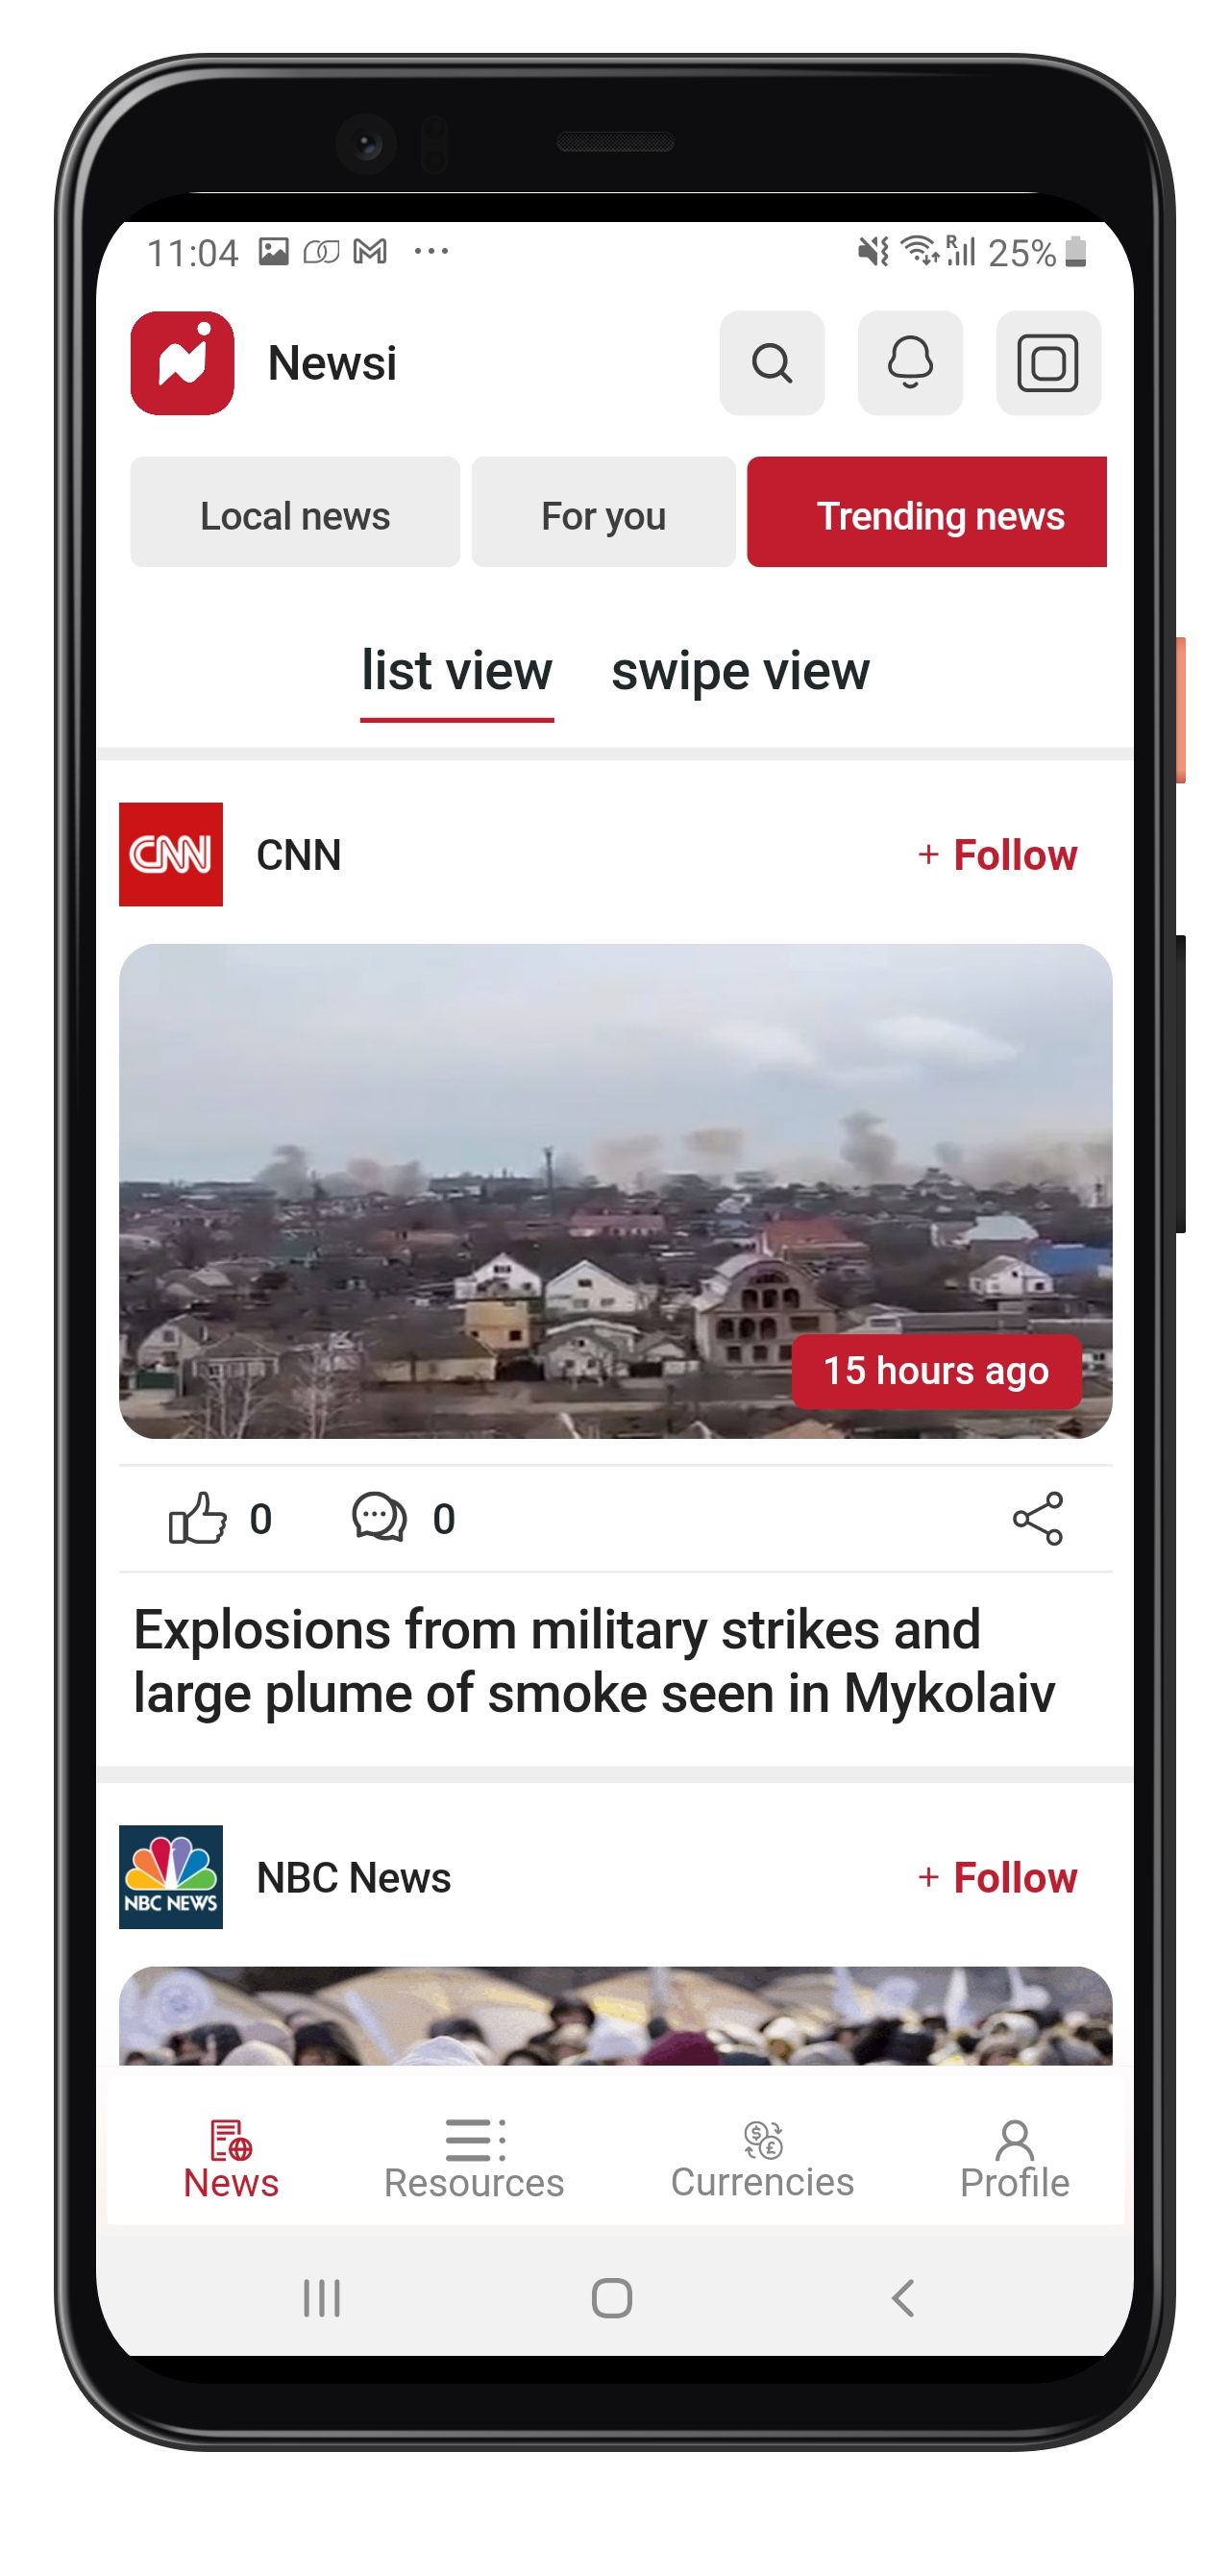 11:04 R 25%
Newsi
Local news For you Trending news
list view swipe view
CNN CNN + Follow
15 hours ago
0 0
Explosions from military strikes and
large plume of smoke seen in Mykolaiv
NBC NEWS NBC News + Follow
$ £
News Resources Currencies Profile